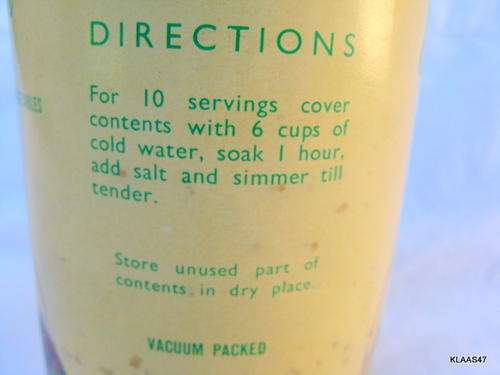 DIRECTIONS
For 10 servings cover
contents with 6 cups of
cold water, soak 1 hour,
add salt and simmer till
tender.
Store unused part of
contents in dry place.
VACUUM PACKED
KLAAS47